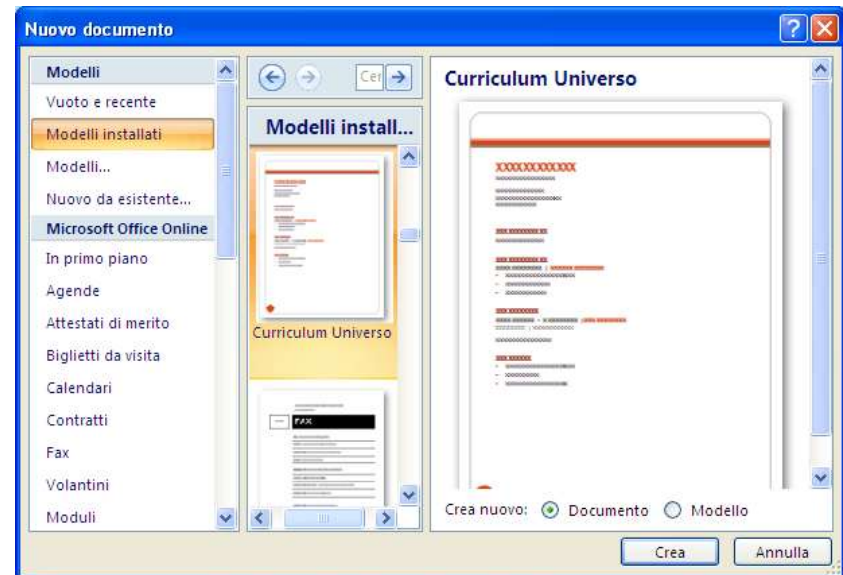 Nuovo documento
Modelli
Vuoto e recente
Modelli installati
Modelli...
Nuovo da esistente...
Microsoft Office Online
In primo piano
Agende
Attestati di merito
Biglietti da visita
Calendari
Contratti
Fax
Volantini
Moduli
Cer
Modelli install...
Curriculum Universo
FAX
Curriculum Universo
XXXXXXXXXXXX
Crea nuovo: Documento Modello
Crea Annulla